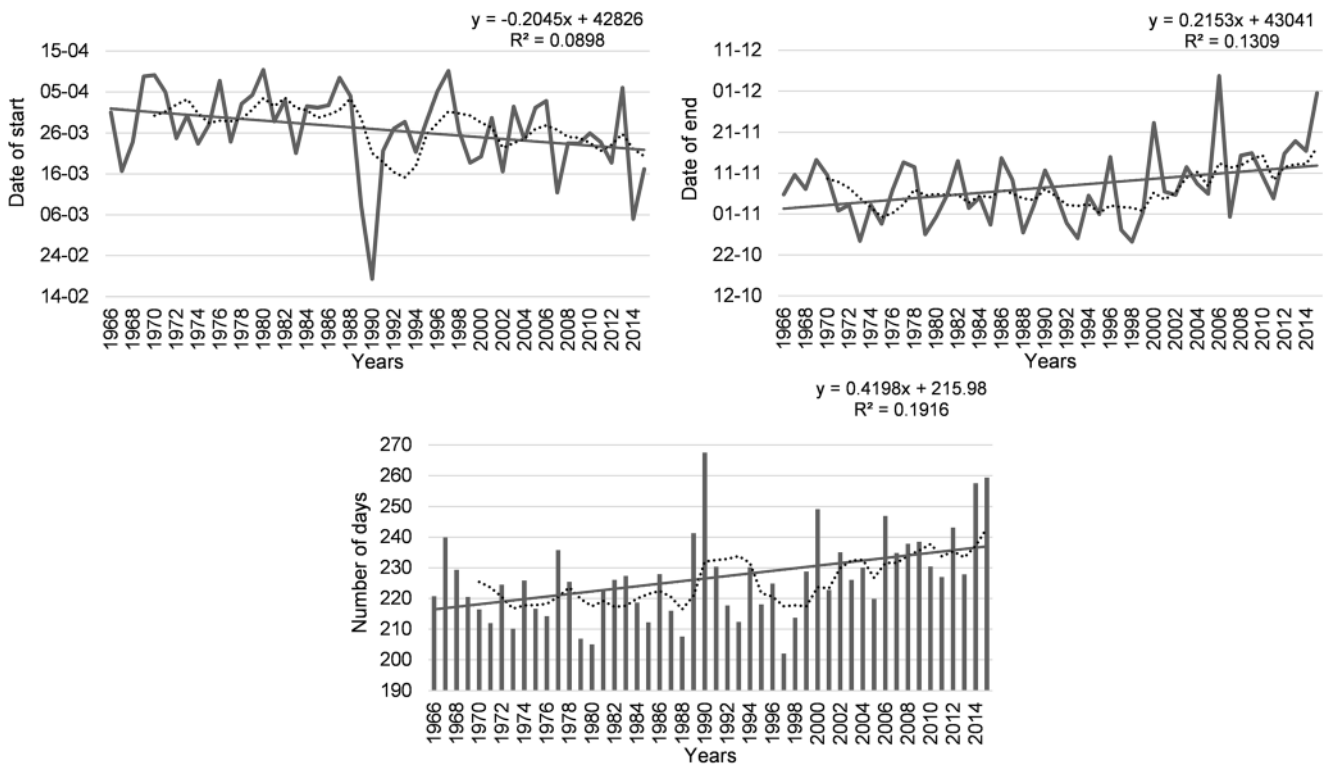 y = -0.2045x + 42826
R² = 0.0898
15-04
05-04
26-03
16-03
06-03
24-02
14-02
Date of start
1966 1968 1970 1972 1974 1976 1978 1980 1982 1984 1986 1988 1990 1992 1994 1996 1998 2000 2002 2004 2006 2008 2010 2012 2014
Years
y = 0.2153x + 43041
R² = 0.1309
11-12
01-12
21-11
11-11
01-11
22-10
12-10
Date of end
1966 1968 1970 1972 1974 1976 1978 1980 1982 1984 1986 1988 1990 1992 1994 1996 1998 2000 2002 2004 2006 2008 2010 2012 2014
Years
y = 0.4198x + 215.98
R² = 0.1916
270
260
250
240
230
220
210
200
190
Number of days
1966 1968 1970 1972 1974 1976 1978 1980 1982 1984 1986 1988 1990 1992 1994 1996 1998 2000 2002 2004 2006 2008 2010 2012 2014
Years